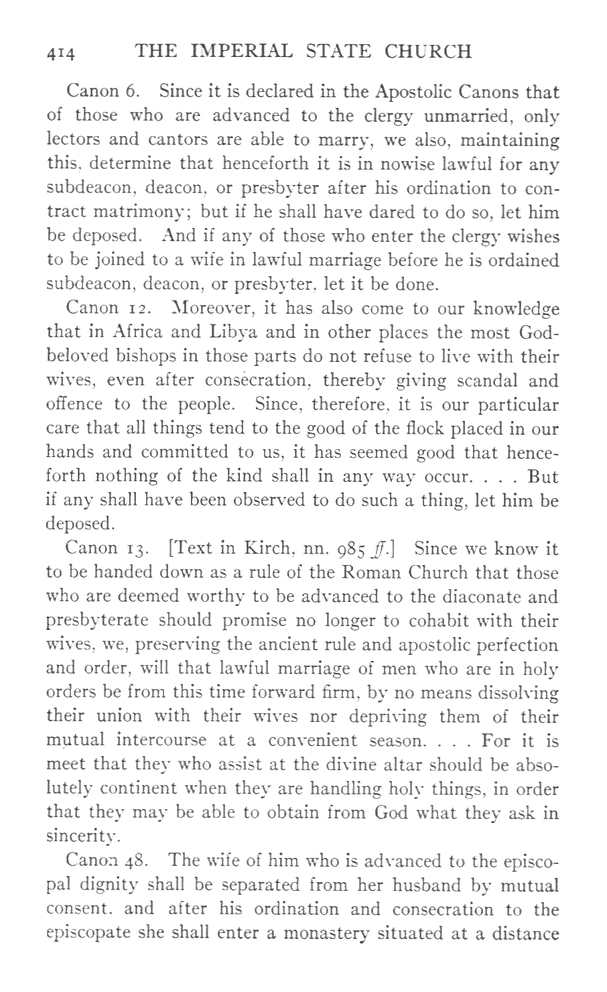 414 THE IMPERIAL STATE CHURCH
Canon 6. Since it is declared in the Apostolic Canons that
of those who are advanced to the clergy unmarried, only
lectors and cantors are able to marry, we also, maintaining
this, determine that henceforth it is in nowise lawful for any
subdeacon, deacon, or presbyter after his ordination to con-
tract matrimony; but if he shall have dared to do so, let him
be deposed. And if any of those who enter the clergy wishes
to be joined to a wife in lawful marriage before he is ordained
subdeacon, deacon, or presbyter, let it be done.
Canon 12. Moreover, it has also come to our knowledge
that in Africa and Libya and in other places the most God-
beloved bishops in those parts do not refuse to live with their
wives, even after consecration, thereby giving scandal and
offence to the people. Since, therefore, it is our particular
care that all things tend to the good of the flock placed in our
hands and committed to us, it has seemed good that hence-
forth nothing of the kind shall in any way occur. . . . But
if any shall have been observed to do such a thing, let him be
deposed.
Canon 13. [Text in Kirch, nn. 985 ff.] Since we know it
to be handed down as a rule of the Roman Church that those
who are deemed worthy to be advanced to the diaconate and
presbyterate should promise no longer to cohabit with their
wives, we, preserving the ancient rule and apostolic perfection
and order, will that lawful marriage of men who are in holy
orders be from this time forward firm, by no means dissolving
their union with their wives nor depriving them of their
mutual intercourse at a convenient season. . . . For it is
meet that they who assist at the divine altar should be abso-
lutely continent when they are handling holy things, in order
that they may be able to obtain from God what they ask in
sincerity.
Canon 48. The wife of him who is advanced to the episco-
pal dignity shall be separated from her husband by mutual
consent, and after his ordination and consecration to the
episcopate she shall enter a monastery situated at a distance